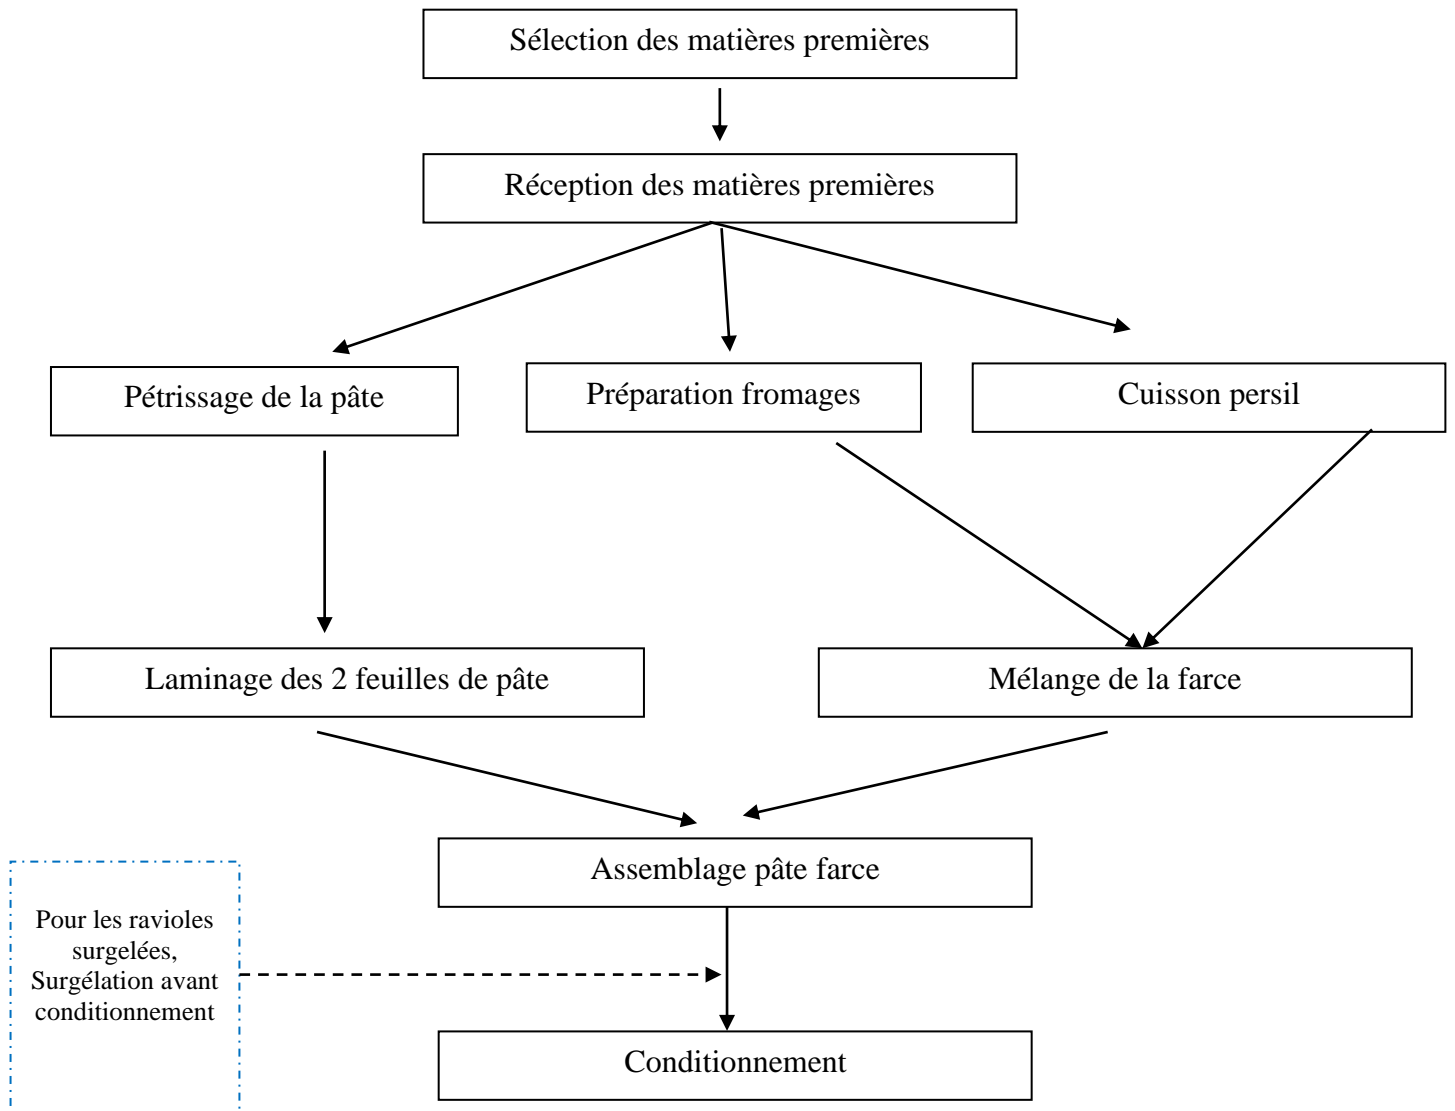 Sélection des matières premières
Réception des matières premières
Pétrissage de la pâte
Préparation fromages
Cuisson persil
Laminage des 2 feuilles de pâte
Mélange de la farce
Assemblage pâte farce
Pour les ravioles
surgelées,
Surgélation avant
conditionnement
Conditionnement